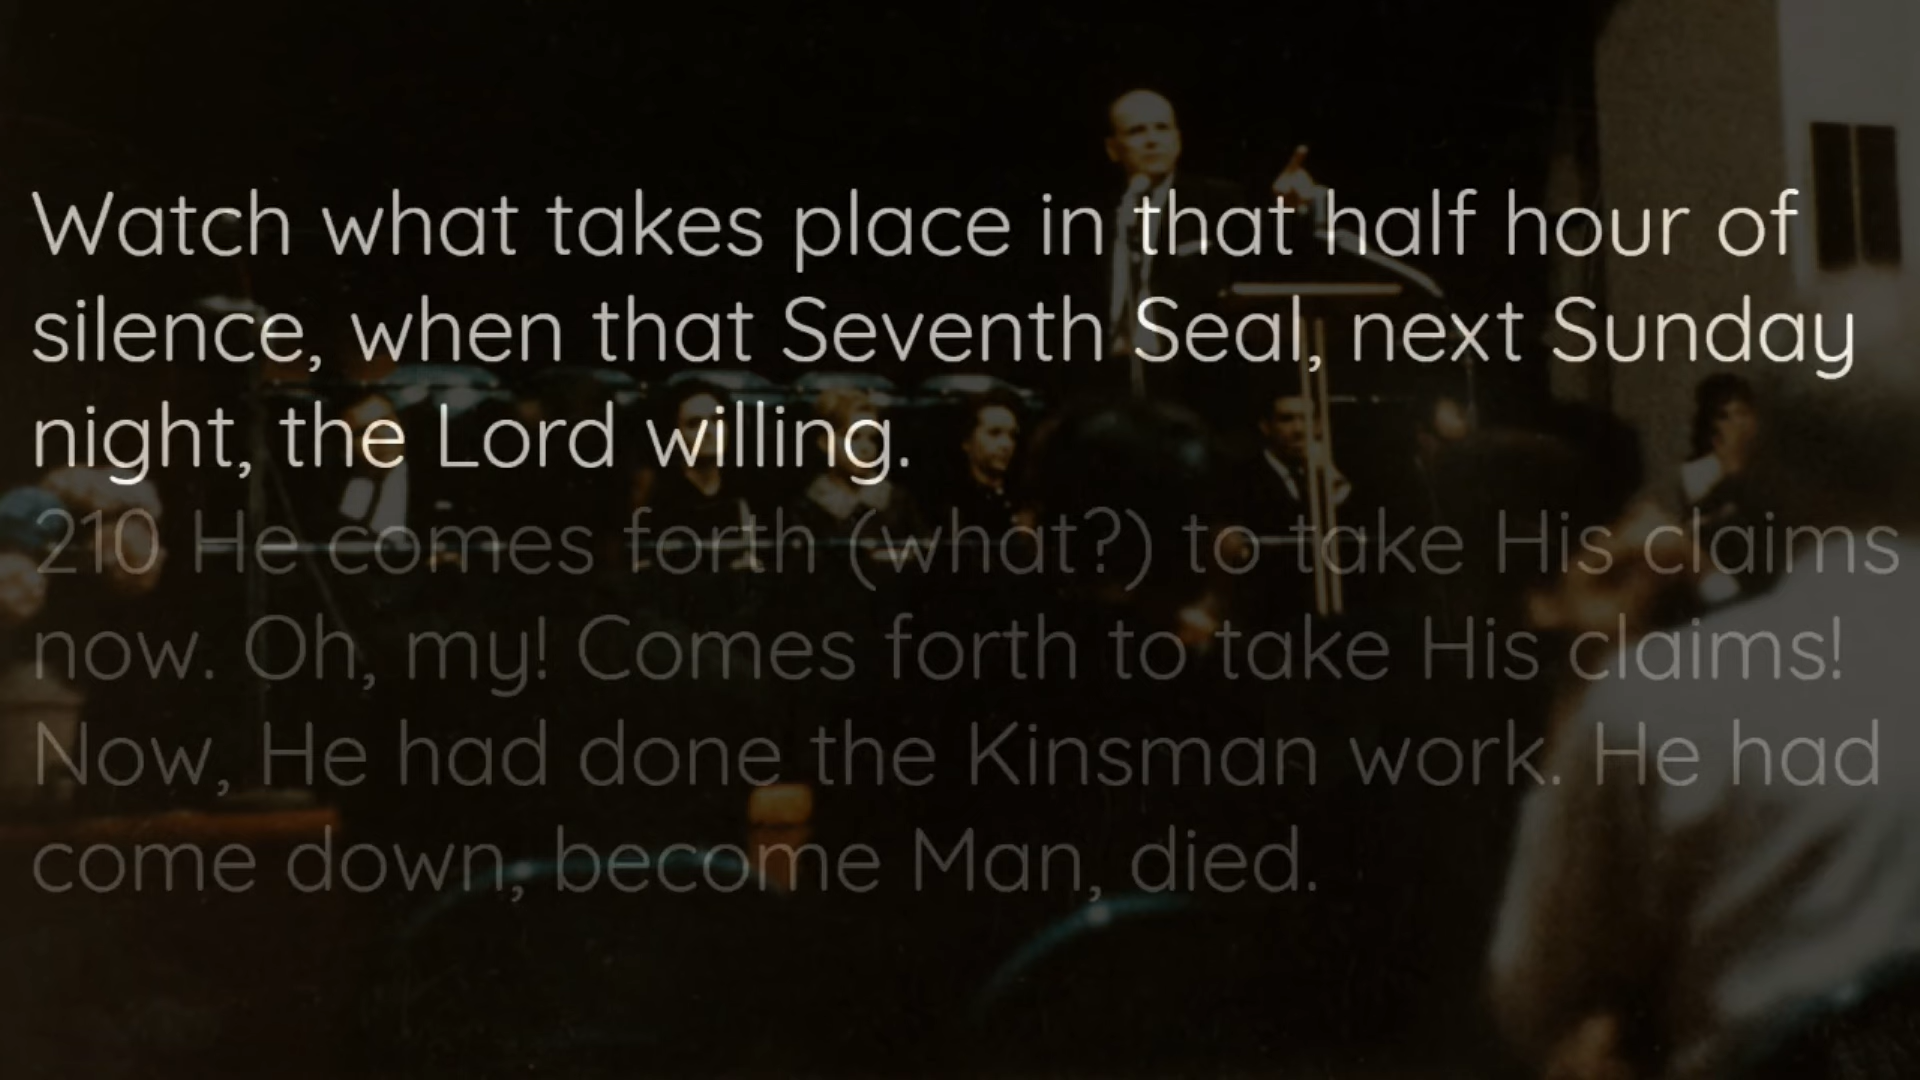 Watch what takes place in that half hour of
silence, when that Seventh Seal, next Sunday
night, the Lord willing.
210 He comes forth (what?) to take His claims
now. Oh, my! Comes forth to take His claims!
Now, He had done the Kinsman work. He had
come down, become Man, died.